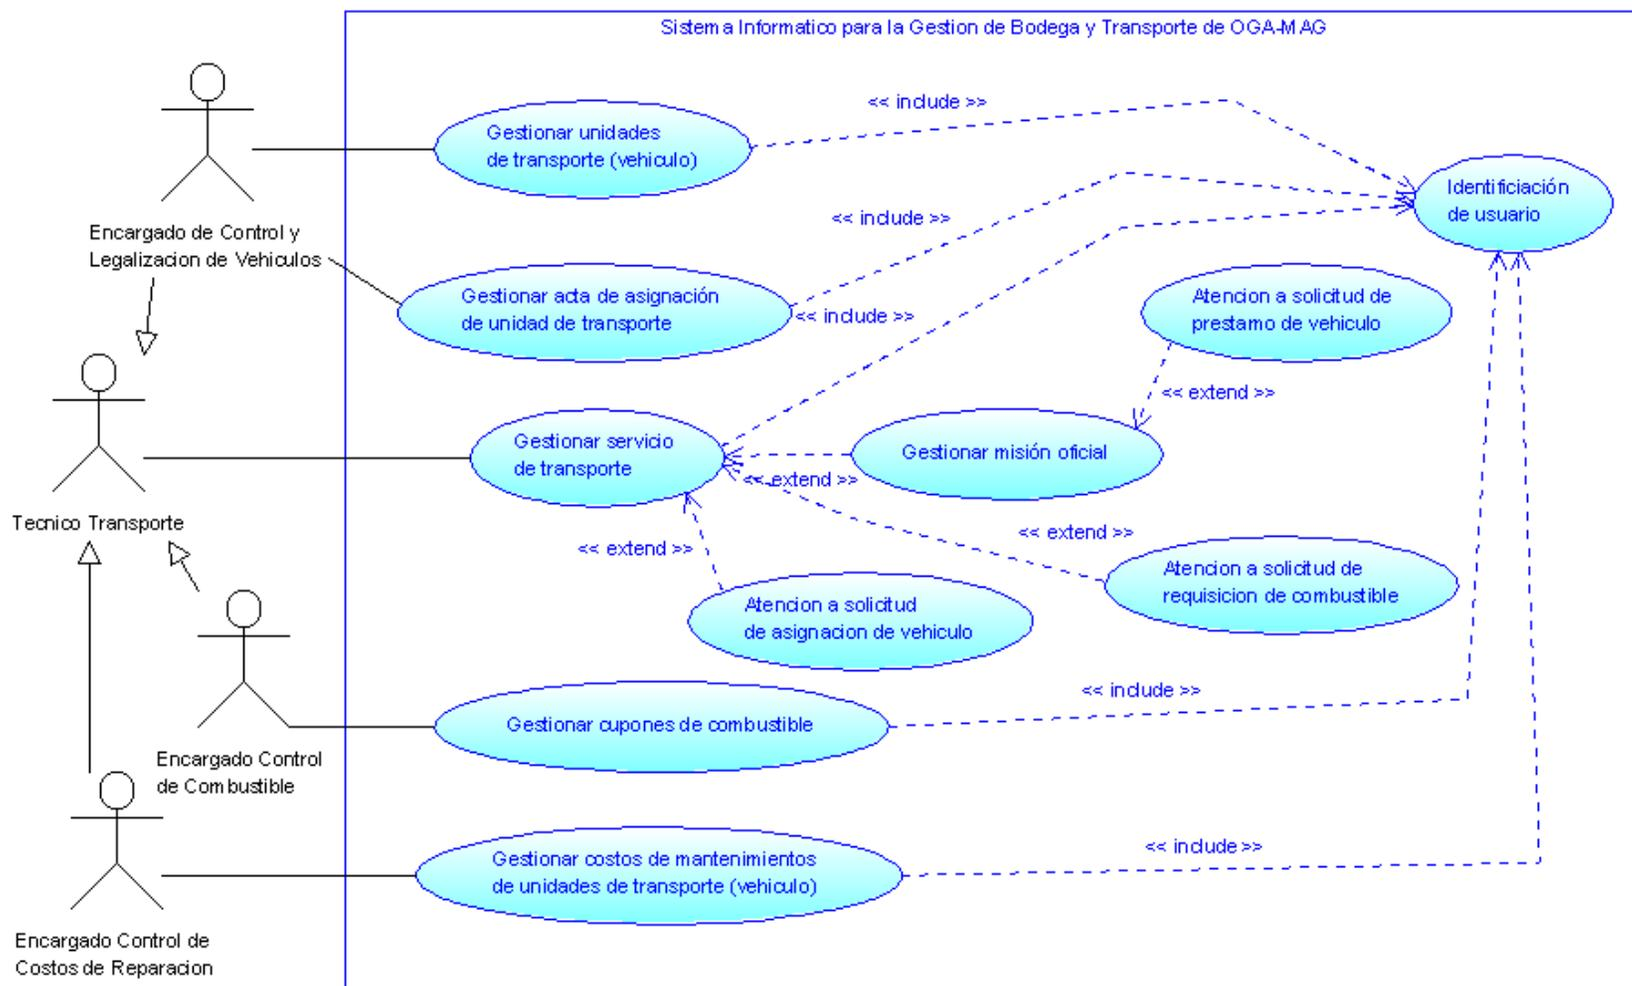 Sistema Informatico para la Gestion de Bodega y Transporte de OGA-MAG
<< include >>
Gestionar unidades
de transporte (vehiculo)
Identificiación
de usuario
<< include >>
Encargado de Control y
Legalizacion de Vehiculos
Gestionar acta de asignación
de unidad de transporte
<< include >>
Atencion a solicitud de
prestamo de vehiculo
<< extend >>
Gestionar servicio
de transporte
Gestionar misión oficial
<< extend >>
Tecnico Transporte
<< extend >>
<< extend >>
Atencion a solicitud de
requisicion de combustible
Atencion a solicitud
de asignacion de vehiculo
<< include >>
Gestionar cupones de combustible
Encargado Control
de Combustible
<< include >>
Gestionar costos de mantenimientos
de unidades de transporte (vehiculo)
Encargado Control de
Costos de Reparacion